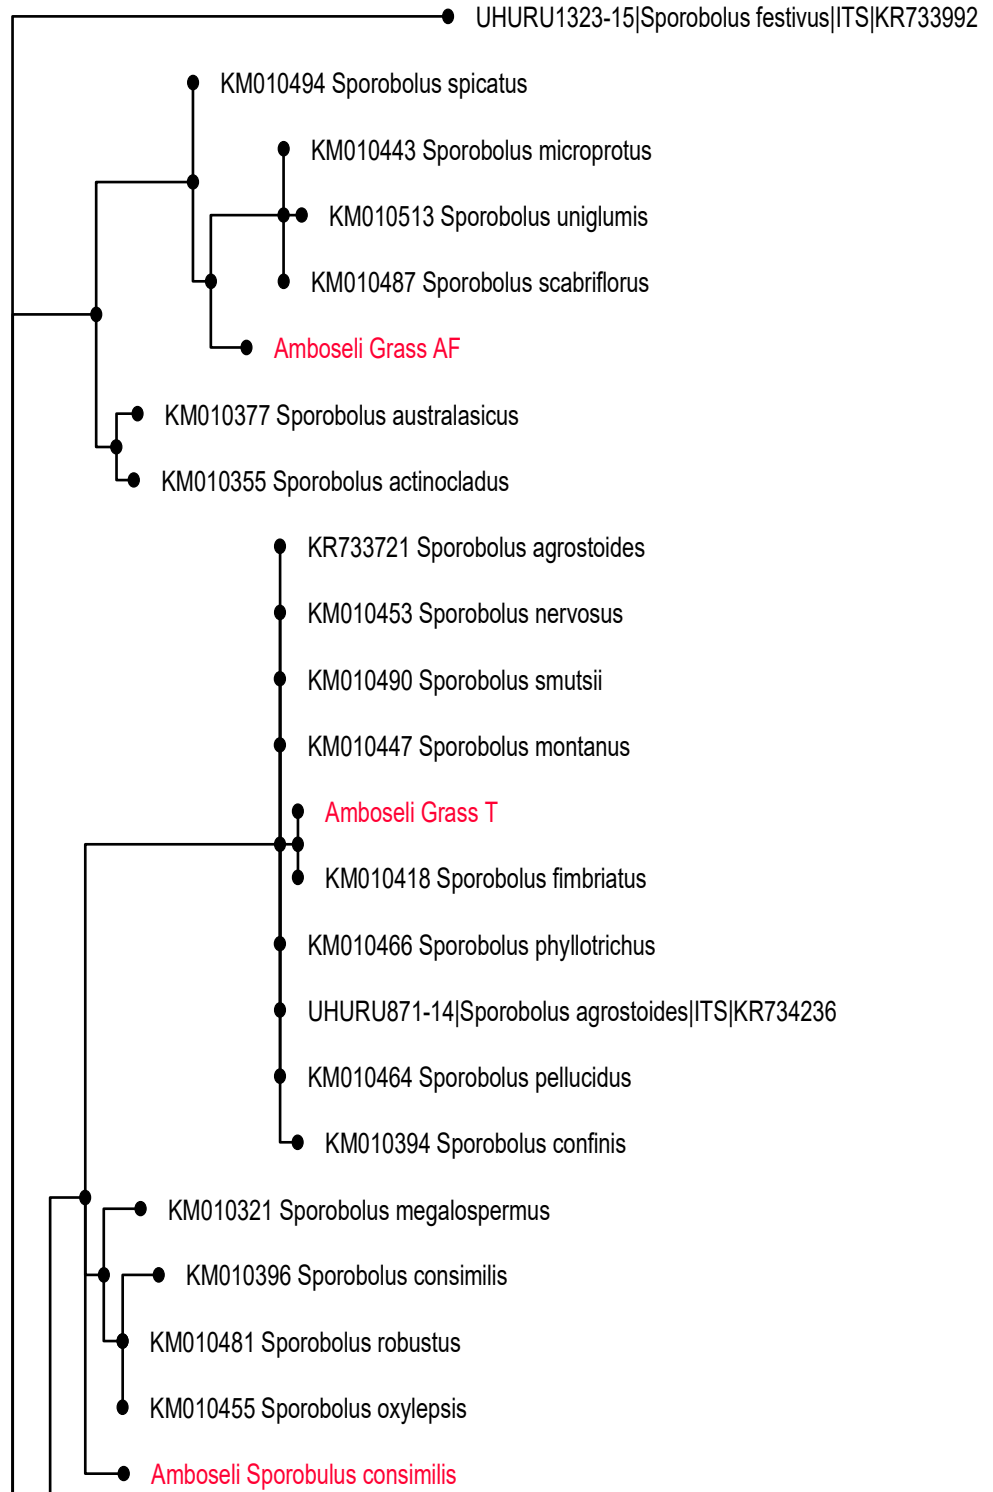 UHURU1323-15|Sporobolus festivus|ITS|KR733992
KM010494 Sporobolus spicatus
KM010443 Sporobolus microprotus
KM010513 Sporobolus uniglumis
KM010487 Sporobolus scabriflorus
Amboseli Grass AF
KM010377 Sporobolus australasicus
KM010355 Sporobolus actinocladus
KR733721 Sporobolus agrostoides
KM010453 Sporobolus nervosus
KM010490 Sporobolus smutsii
KM010447 Sporobolus montanus
Amboseli Grass T
KM010418 Sporobolus fimbriatus
KM010466 Sporobolus phyllotrichus
UHURU871-14|Sporobolus agrostoides|ITS|KR734236
KM010464 Sporobolus pellucidus
KM010394 Sporobolus confinis
KM010321 Sporobolus megalospermus
KM010396 Sporobolus consimilis
KM010481 Sporobolus robustus
KM010455 Sporobolus oxylepsis
Amboseli Sporobulus consimilis